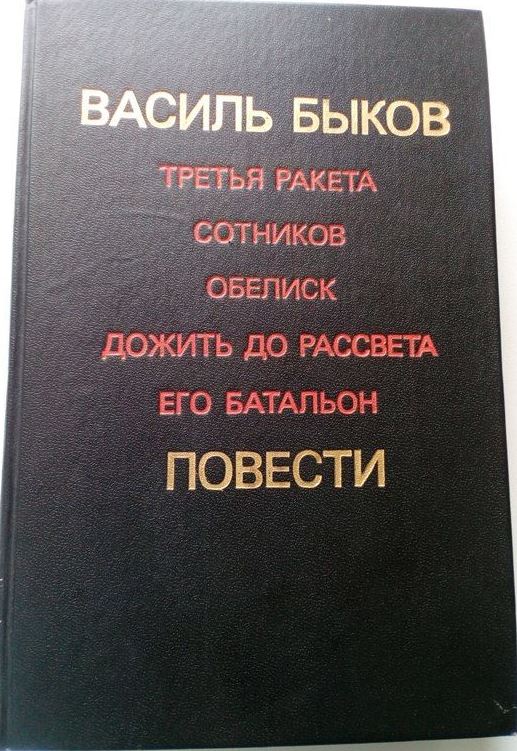 ВАСИЛЬ БЫКОВ
ТРЕТЬЯ РАКЕТА
СОТНИКОВ
ОБЕЛИСК
ДОЖИТЬ ДО РАССВЕТА
ЕГО БАТАЛЬОН
ПОВЕСТИ